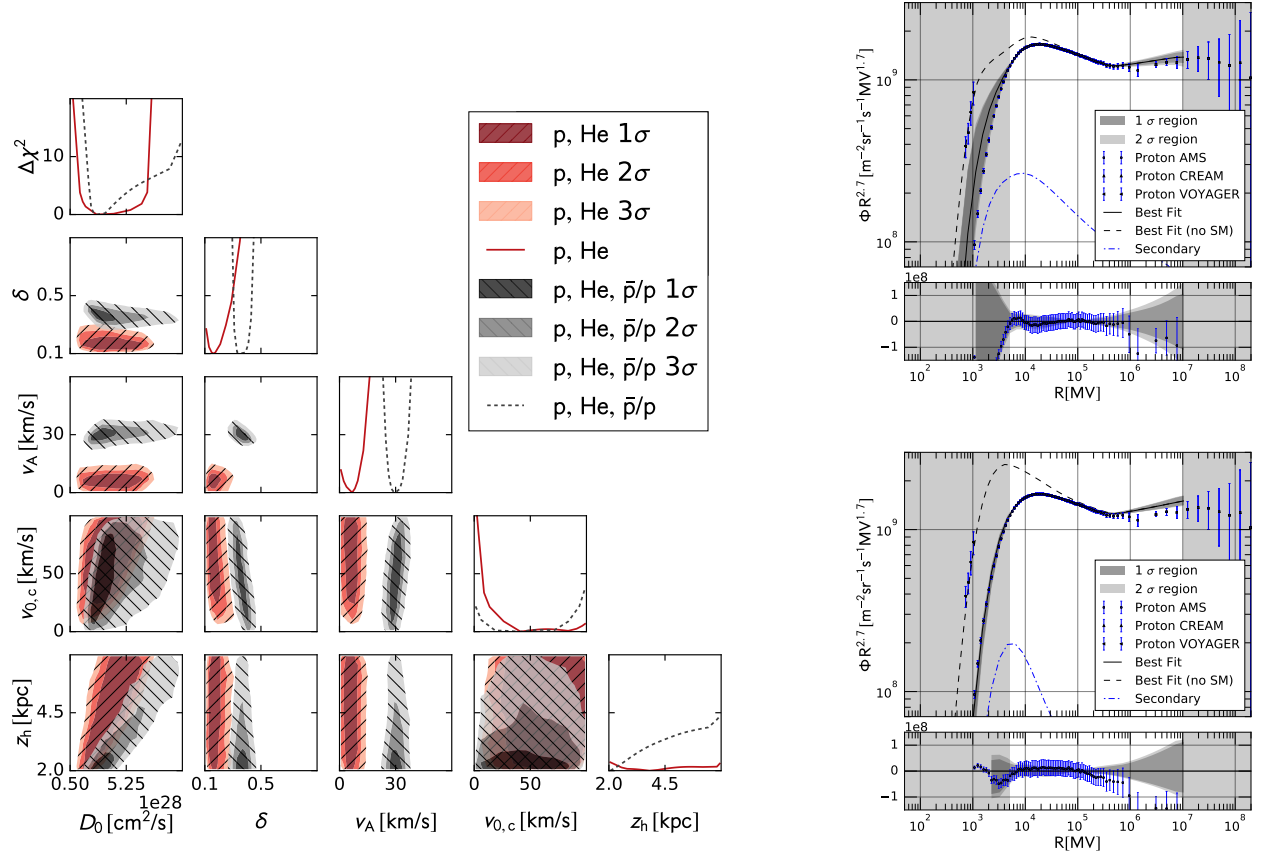 Δχ²
10
0
δ
0.5
0.1
v_A [km/s]
30
0
v_{0,c} [km/s]
50
0
z_h [kpc]
4.5
2.0
0.50 5.25
1e28
D_0 [cm²/s]
0.1 0.5
δ
0 30
v_A [km/s]
0 50
v_{0,c} [km/s]
2.0 4.5
z_h [kpc]
p, He 1σ
p, He 2σ
p, He 3σ
p, He
p, He, p̄/p 1σ
p, He, p̄/p 2σ
p, He, p̄/p 3σ
p, He, p̄/p
ΦR^{2.7} [m⁻²sr⁻¹s⁻¹MV^{1.7}]
10⁹
10⁸
1 σ region
2 σ region
Proton AMS
Proton CREAM
Proton VOYAGER
Best Fit
Best Fit (no SM)
Secondary
1e8
1
0
−1
10² 10³ 10⁴ 10⁵ 10⁶ 10⁷ 10⁸
R[MV]
ΦR^{2.7} [m⁻²sr⁻¹s⁻¹MV^{1.7}]
10⁹
10⁸
1 σ region
2 σ region
Proton AMS
Proton CREAM
Proton VOYAGER
Best Fit
Best Fit (no SM)
Secondary
1e8
1
0
−1
10² 10³ 10⁴ 10⁵ 10⁶ 10⁷ 10⁸
R[MV]